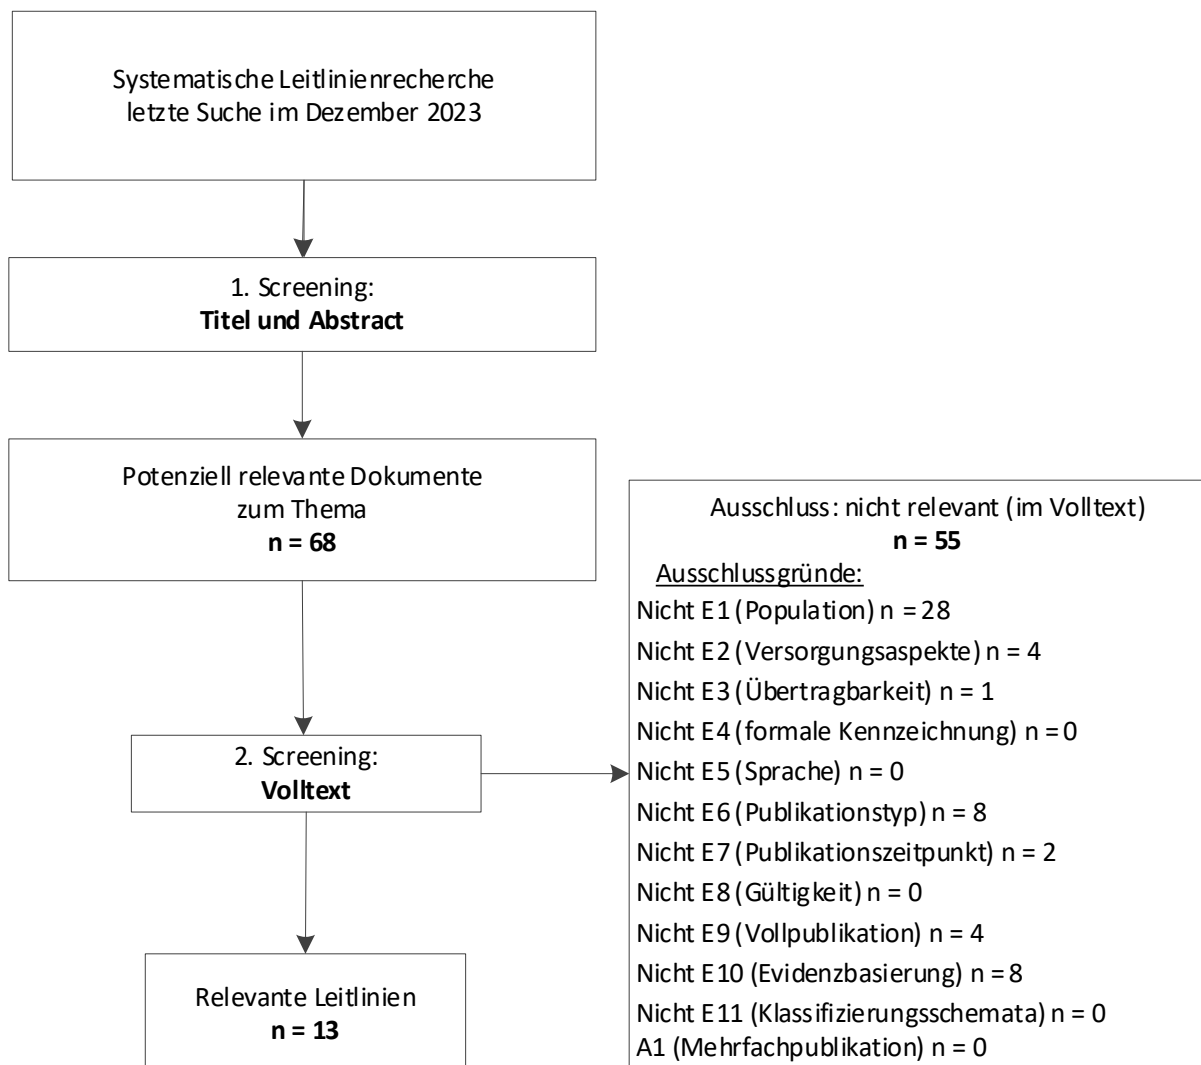 Systematische Leitlinienrecherche
letzte Suche im Dezember 2023
1. Screening:
Titel und Abstract
Potenziell relevante Dokumente
zum Thema
n = 68
2. Screening:
Volltext
Relevante Leitlinien
n = 13
Ausschluss: nicht relevant (im Volltext)
n = 55
Ausschlussgründe:
Nicht E1 (Population) n = 28
Nicht E2 (Versorgungsaspekte) n = 4
Nicht E3 (Übertragbarkeit) n = 1
Nicht E4 (formale Kennzeichnung) n = 0
Nicht E5 (Sprache) n = 0
Nicht E6 (Publikationstyp) n = 8
Nicht E7 (Publikationszeitpunkt) n = 2
Nicht E8 (Gültigkeit) n = 0
Nicht E9 (Vollpublikation) n = 4
Nicht E10 (Evidenzbasierung) n = 8
Nicht E11 (Klassifizierungsschemata) n = 0
A1 (Mehrfachpublikation) n = 0